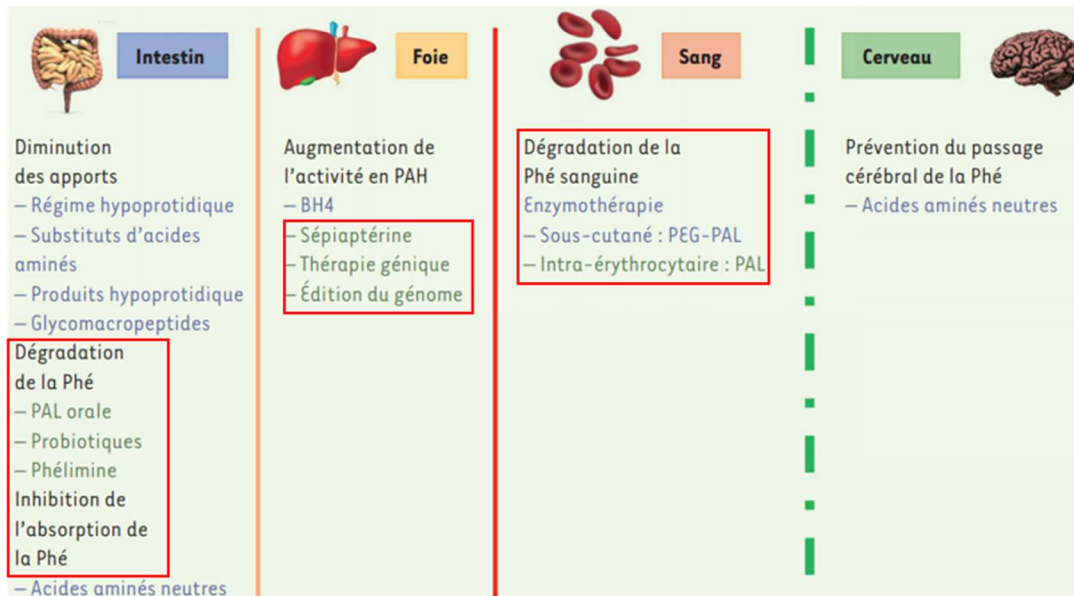 Intestin
Diminution
des apports
– Régime hypoprotidique
– Substituts d'acides
aminés
– Produits hypoprotidique
– Glycomacropeptides
Dégradation
de la Phé
– PAL orale
– Probiotiques
– Phélimine
Inhibition de
l'absorption de
la Phé
– Acides aminés neutres
Foie
Augmentation de
l'activité en PAH
– BH4
– Sépiaptérine
– Thérapie génique
– Édition du génome
Sang
Dégradation de la
Phé sanguine
Enzymothérapie
– Sous-cutané : PEG-PAL
– Intra-érythrocytaire : PAL
Cerveau
Prévention du passage
cérébral de la Phé
– Acides aminés neutres